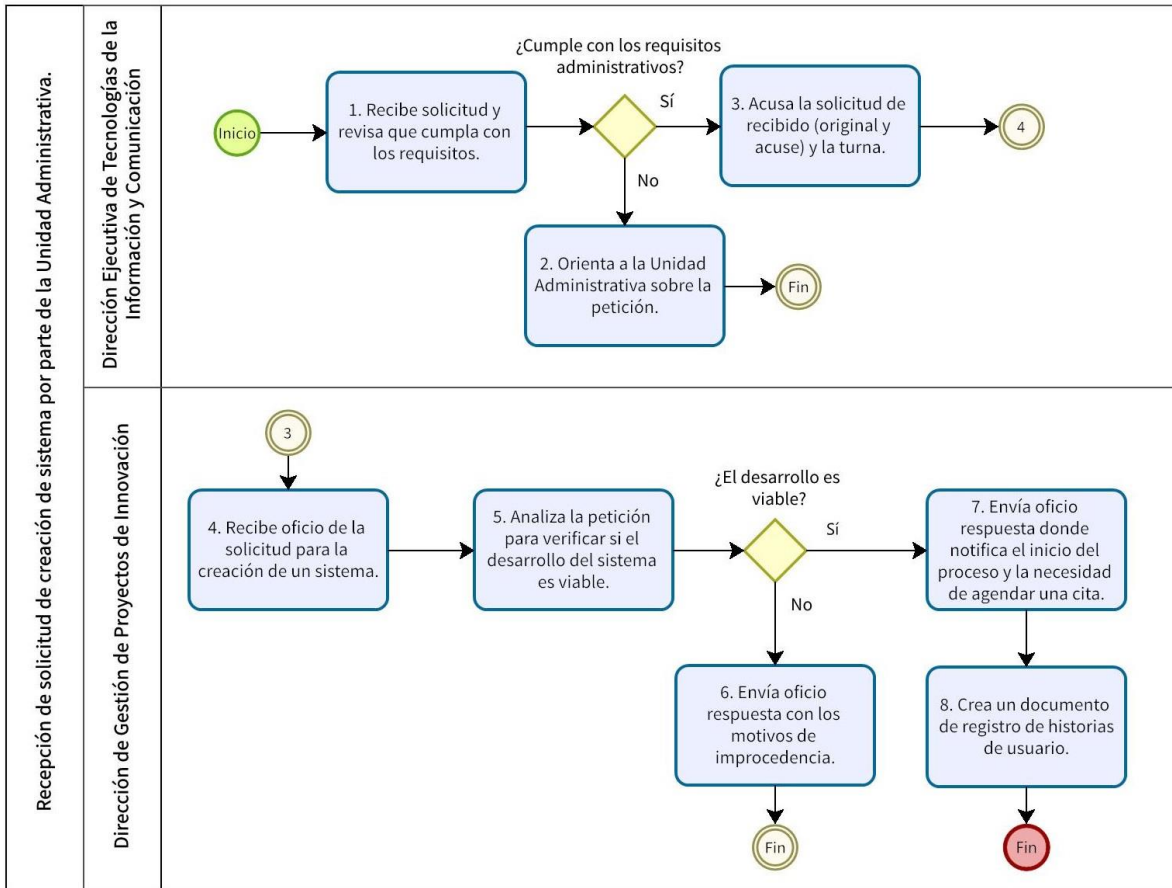 Recepción de solicitud de creación de sistema por parte de la Unidad Administrativa.
Dirección Ejecutiva de Tecnologías de la
Información y Comunicación
Inicio
1. Recibe solicitud y
revisa que cumpla con
los requisitos.
¿Cumple con los requisitos
administrativos?
Sí
No
3. Acusa la solicitud de
recibido (original y
acuse) y la turna.
4
2. Orienta a la Unidad
Administrativa sobre la
petición.
Fin
Dirección de Gestión de Proyectos de Innovación
3
4. Recibe oficio de la
solicitud para la
creación de un sistema.
5. Analiza la petición
para verificar si el
desarrollo del sistema
es viable.
¿El desarrollo es
viable?
Sí
No
7. Envía oficio
respuesta donde
notifica el inicio del
proceso y la necesidad
de agendar una cita.
6. Envía oficio
respuesta con los
motivos de
improcedencia.
8. Crea un documento
de registro de historias
de usuario.
Fin
Fin